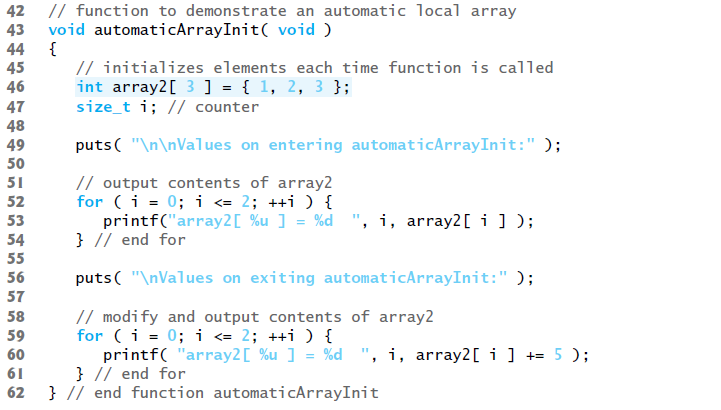 42 // function to demonstrate an automatic local array
43 void automaticArrayInit( void )
44 {
45    // initializes elements each time function is called
46    int array2[ 3 ] = { 1, 2, 3 };
47    size_t i; // counter
48
49    puts( "\n\nValues on entering automaticArrayInit:" );
50
51    // output contents of array2
52    for ( i = 0; i <= 2; ++i ) {
53       printf("array2[ %u ] = %d  ", i, array2[ i ] );
54    } // end for
55
56    puts( "\nValues on exiting automaticArrayInit:" );
57
58    // modify and output contents of array2
59    for ( i = 0; i <= 2; ++i ) {
60       printf( "array2[ %u ] = %d  ", i, array2[ i ] += 5 );
61    } // end for
62 } // end function automaticArrayInit